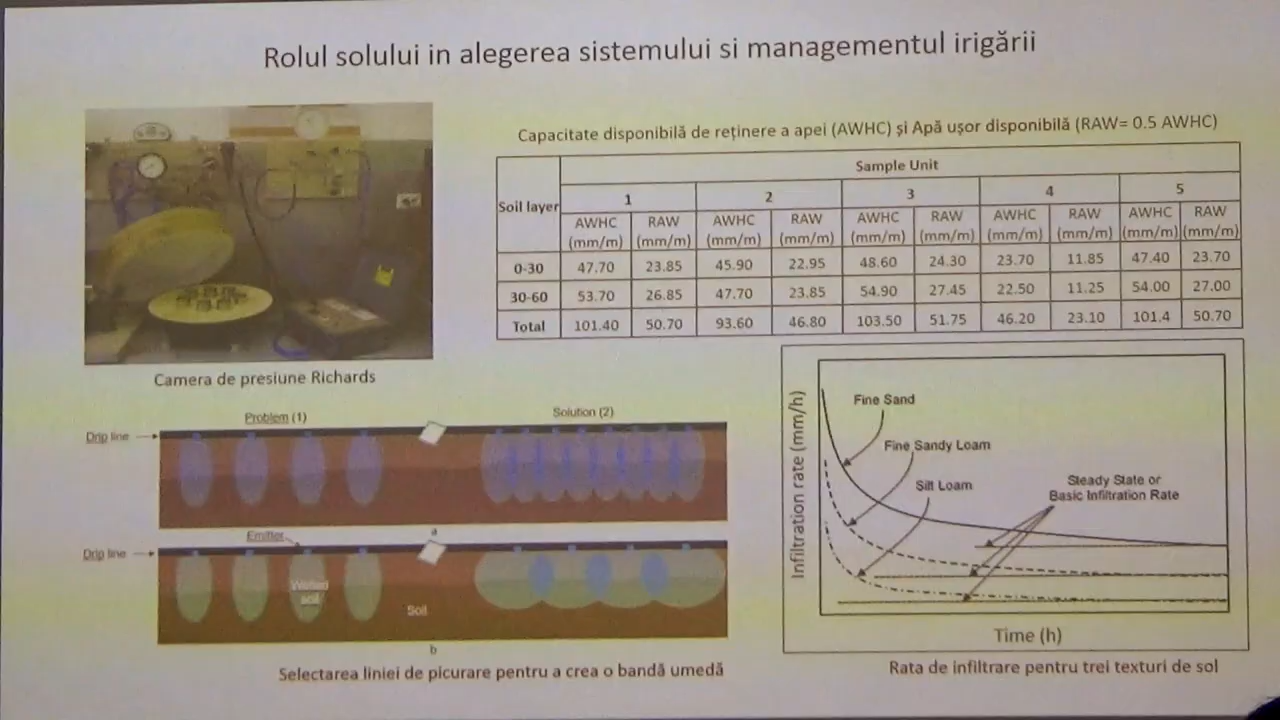 Rolul solului in alegerea sistemului si managementul irigării
Capacitate disponibilă de reținere a apei (AWHC) și Apă ușor disponibilă (RAW= 0.5 AWHC)
Soil layer Sample Unit
1 2 3 4 5
AWHC (mm/m) RAW (mm/m) AWHC (mm/m) RAW (mm/m) AWHC (mm/m) RAW (mm/m) AWHC (mm/m) RAW (mm/m) AWHC (mm/m) RAW (mm/m)
0-30 47.70 23.85 45.90 22.95 48.60 24.30 23.70 11.85 47.40 23.70
30-60 53.70 26.85 47.70 23.85 54.90 27.45 22.50 11.25 54.00 27.00
Total 101.40 50.70 93.60 46.80 103.50 51.75 46.20 23.10 101.4 50.70
Camera de presiune Richards
Problem (1) Solution (2)
Drip line
a
Emitter
Drip line
Wetted
soil
Soil
b
Selectarea liniei de picurare pentru a crea o bandă umedă
Infiltration rate (mm/h)
Fine Sand
Fine Sandy Loam
Silt Loam
Steady State or
Basic Infiltration Rate
Time (h)
Rata de infiltrare pentru trei texturi de sol